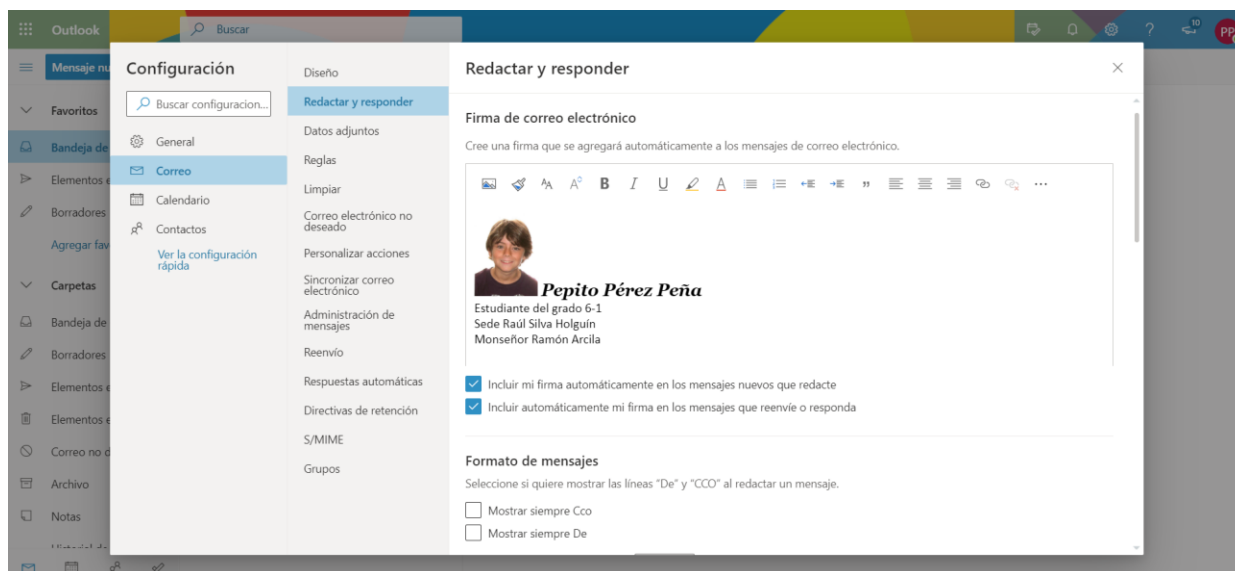 Outlook
Buscar
10
PP
Mensaje nu
Favoritos
Bandeja de
Elementos e
Borradores
Agregar fav
Carpetas
Bandeja de
Borradores
Elementos e
Elementos e
Correo no d
Archivo
Notas
Historial de
Configuración
Buscar configuracion...
General
Correo
Calendario
Contactos
Ver la configuración
rápida
Diseño
Redactar y responder
Datos adjuntos
Reglas
Limpiar
Correo electrónico no
deseado
Personalizar acciones
Sincronizar correo
electrónico
Administración de
mensajes
Reenvío
Respuestas automáticas
Directivas de retención
S/MIME
Grupos
Redactar y responder
Firma de correo electrónico
Cree una firma que se agregará automáticamente a los mensajes de correo electrónico.
Pepito Pérez Peña
Estudiante del grado 6-1
Sede Raúl Silva Holguín
Monseñor Ramón Arcila
Incluir mi firma automáticamente en los mensajes nuevos que redacte
Incluir automáticamente mi firma en los mensajes que reenvíe o responda
Formato de mensajes
Seleccione si quiere mostrar las líneas "De" y "CCO" al redactar un mensaje.
Mostrar siempre Cco
Mostrar siempre De